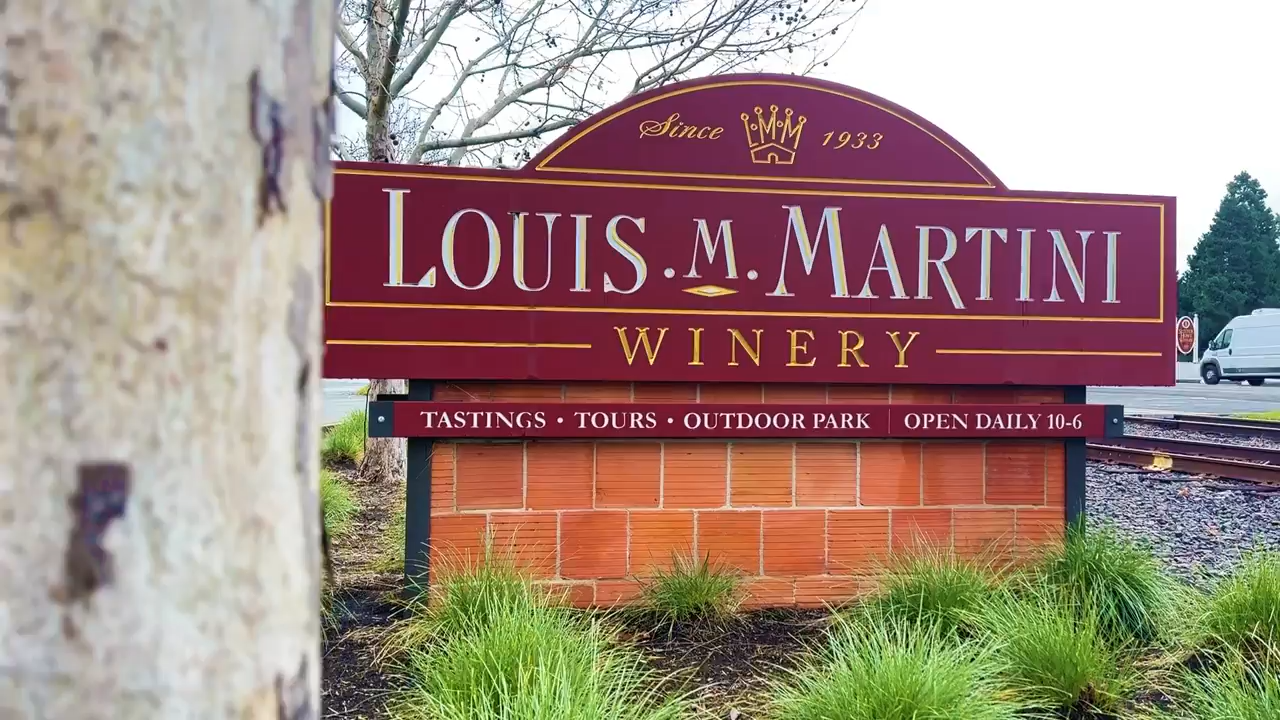 Since 1933
LOUIS. M. MARTINI
WINERY
TASTINGS • TOURS • OUTDOOR PARK OPEN DAILY 10-6